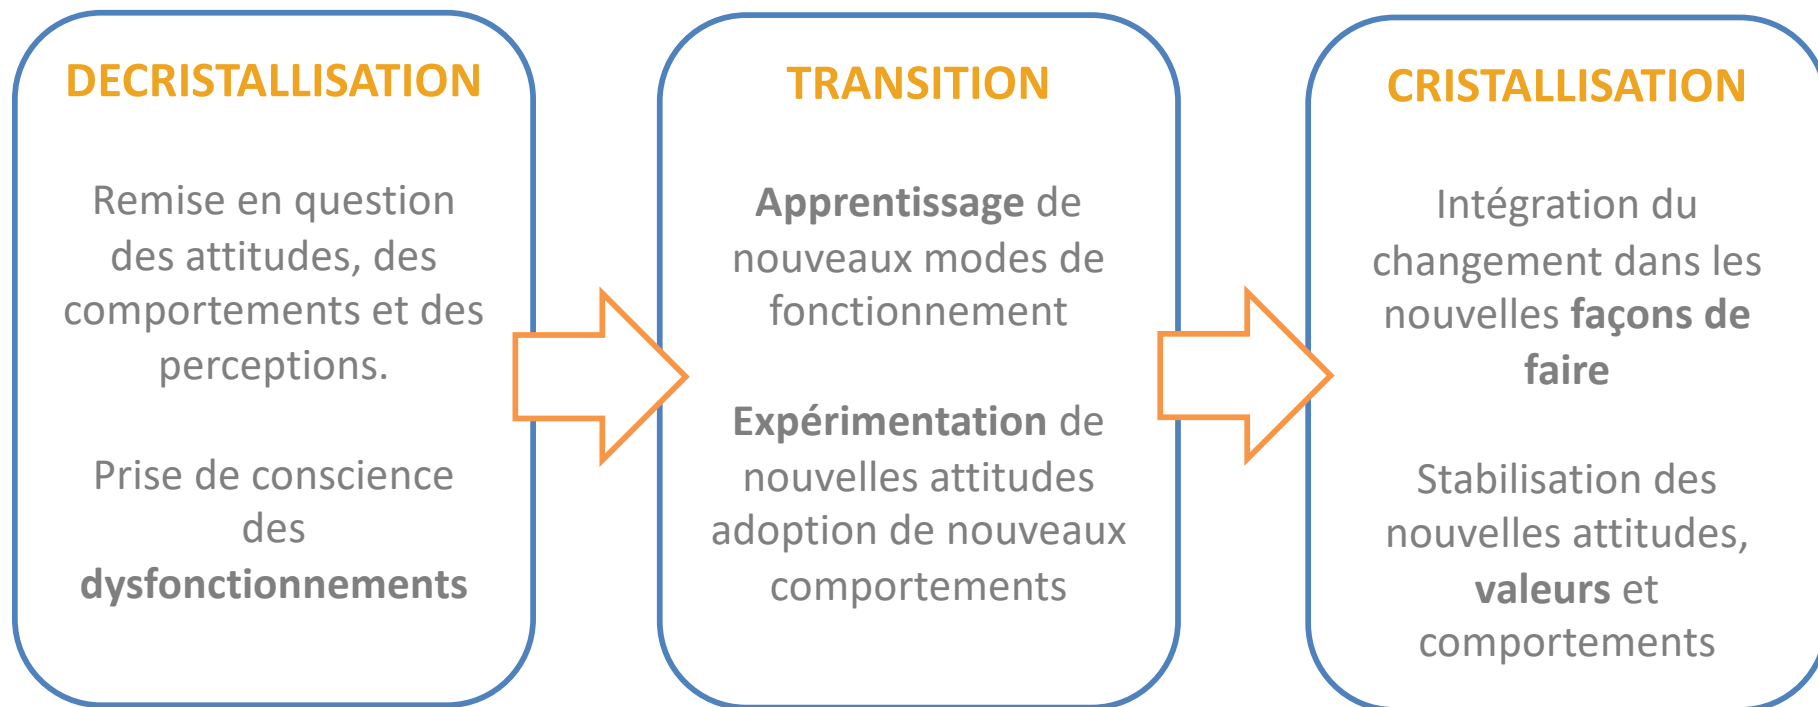 DECRISTALLISATION
Remise en question
des attitudes, des
comportements et des
perceptions.
Prise de conscience
des
dysfonctionnements
TRANSITION
Apprentissage de
nouveaux modes de
fonctionnement
Expérimentation de
nouvelles attitudes
adoption de nouveaux
comportements
CRISTALLISATION
Intégration du
changement dans les
nouvelles façons de
faire
Stabilisation des
nouvelles attitudes,
valeurs et
comportements